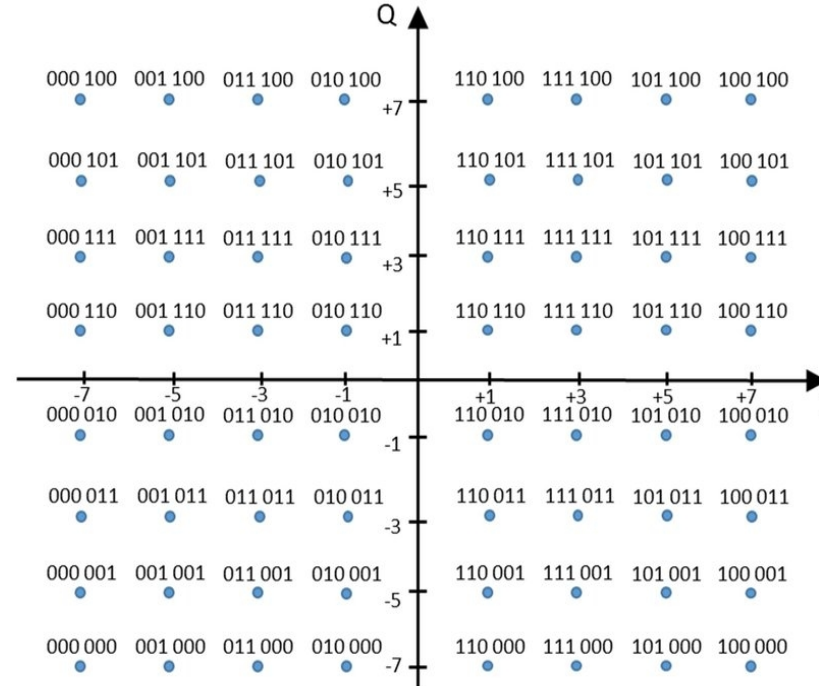 Q
000 100 001 100 011 100 010 100 110 100 111 100 101 100 100 100
+7
000 101 001 101 011 101 010 101 110 101 111 101 101 101 100 101
+5
000 111 001 111 011 111 010 111 110 111 111 111 101 111 100 111
+3
000 110 001 110 011 110 010 110 110 110 111 110 101 110 100 110
+1
-7 -5 -3 -1 +1 +3 +5 +7
000 010 001 010 011 010 010 010 110 010 111 010 101 010 100 010
-1
000 011 001 011 011 011 010 011 110 011 111 011 101 011 100 011
-3
000 001 001 001 011 001 010 001 110 001 111 001 101 001 100 001
-5
000 000 001 000 011 000 010 000 110 000 111 000 101 000 100 000
-7